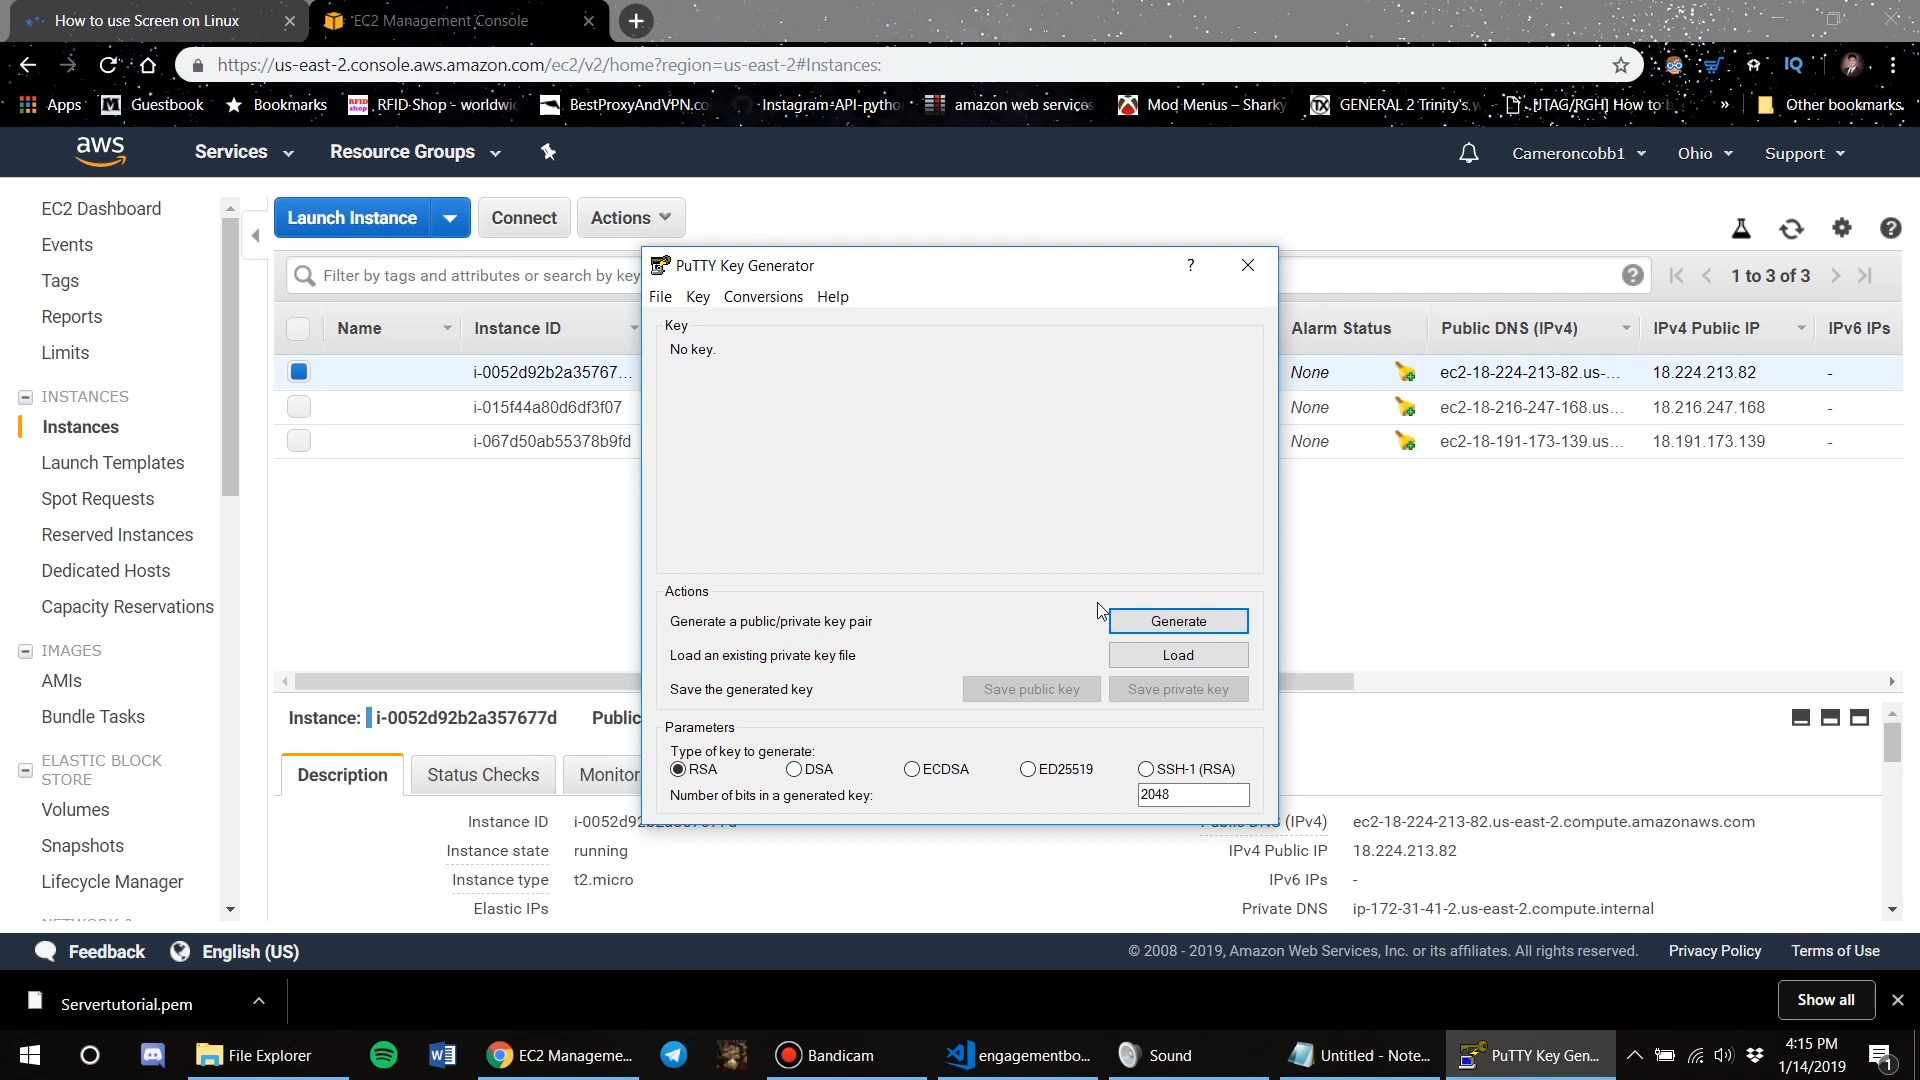 How to use Screen on Linux
EC2 Management Console
https://us-east-2.console.aws.amazon.com/ec2/v2/home?region=us-east-2#Instances:
IQ
Apps
Guestbook
Bookmarks
RFID Shop - worldwi
BestProxyAndVPN.co
Instagram-API-pytho
amazon web services
Mod Menus – Sharky
GENERAL 2 Trinity's
[JTAG/RGH] How to
»
Other bookmarks
aws
Services
Resource Groups
Cameroncobb1
Ohio
Support
EC2 Dashboard
Events
Tags
Reports
Limits
INSTANCES
Instances
Launch Templates
Spot Requests
Reserved Instances
Dedicated Hosts
Capacity Reservations
IMAGES
AMIs
Bundle Tasks
ELASTIC BLOCK
STORE
Volumes
Snapshots
Lifecycle Manager
Launch Instance
Connect
Actions
Filter by tags and attributes or search by key
1 to 3 of 3
Name
Instance ID
Alarm Status
Public DNS (IPv4)
IPv4 Public IP
IPv6 IPs
i-0052d92b2a35767...
None
ec2-18-224-213-82.us-...
18.224.213.82
-
i-015f44a80d6df3f07
None
ec2-18-216-247-168.us...
18.216.247.168
-
i-067d50ab55378b9fd
None
ec2-18-191-173-139.us...
18.191.173.139
-
PuTTY Key Generator
?
File
Key
Conversions
Help
Key
No key.
Actions
Generate a public/private key pair
Generate
Load an existing private key file
Load
Save the generated key
Save public key
Save private key
Parameters
Type of key to generate:
RSA
DSA
ECDSA
ED25519
SSH-1 (RSA)
Number of bits in a generated key:
2048
Instance:
i-0052d92b2a357677d
Public
Description
Status Checks
Monitor
Instance ID
Instance state
running
Instance type
t2.micro
Elastic IPs
(IPv4)
ec2-18-224-213-82.us-east-2.compute.amazonaws.com
IPv4 Public IP
18.224.213.82
IPv6 IPs
-
Private DNS
ip-172-31-41-2.us-east-2.compute.internal
Feedback
English (US)
© 2008 - 2019, Amazon Web Services, Inc. or its affiliates. All rights reserved.
Privacy Policy
Terms of Use
Servertutorial.pem
Show all
File Explorer
EC2 Manageme...
Bandicam
engagementbo...
Sound
Untitled - Note...
PuTTY Key Gen...
4:15 PM
1/14/2019
1